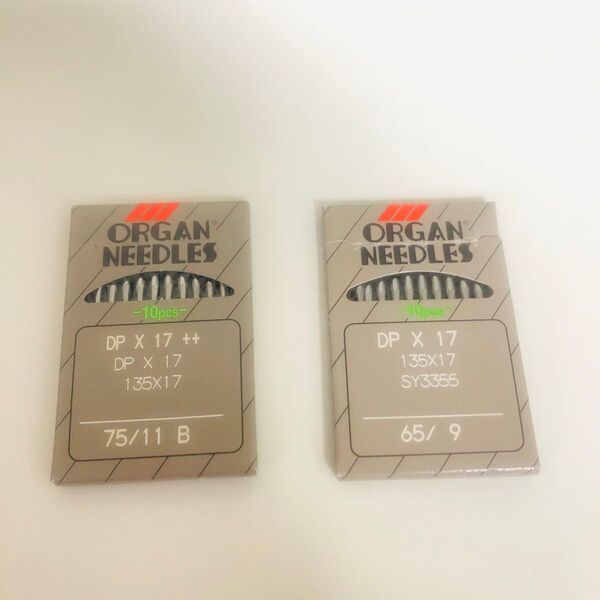 ORGAN®
NEEDLES
-10pcs-
DP X 17 ++
DP X 17
135X17
75/11 B
ORGAN®
NEEDLES
-10pcs-
DP X 17
135X17
SY3355
65/ 9